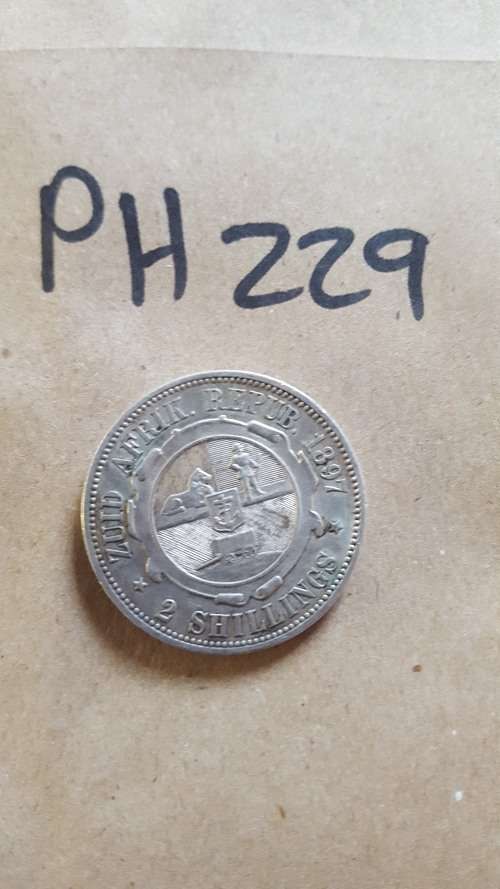 PH 229
ZUID AFRIK. REPUB. 1897
2 SHILLINGS